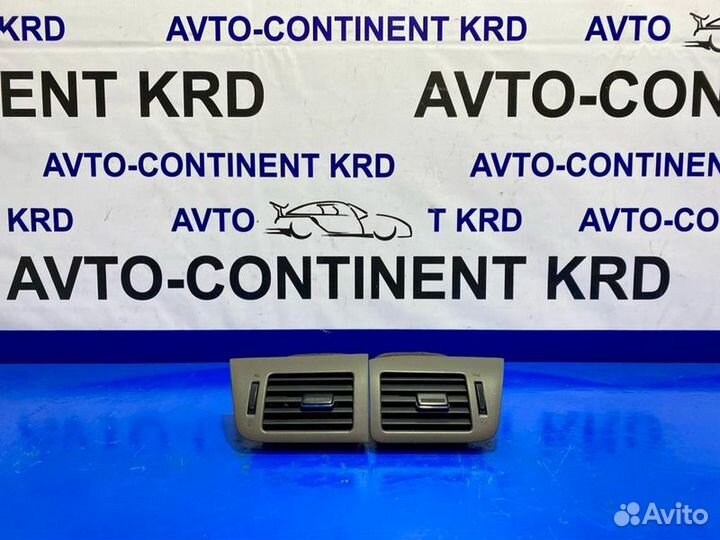 KRD AVTO-CONTINENT KRD AVTO
ENT KRD AVTO-CON
AVTO-CONTINENT KRD AVTO-CONTINEN
KRD AVTO T KRD AVTO-CO
AVTO-CONTINENT KRD
Avito